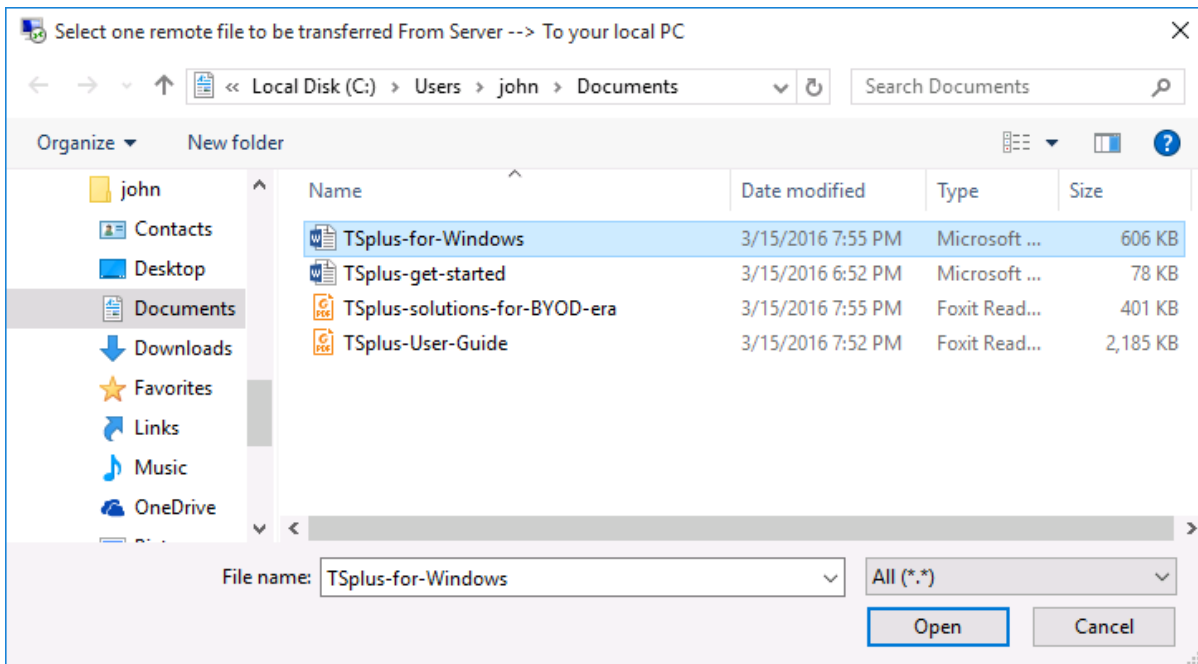 Select one remote file to be transferred From Server --> To your local PC
« Local Disk (C:) > Users > john > Documents
Search Documents
Organize
New folder
?
john
Contacts
Desktop
Documents
Downloads
Favorites
Links
Music
OneDrive
Name Date modified Type Size
TSplus-for-Windows 3/15/2016 7:55 PM Microsoft ... 606 KB
TSplus-get-started 3/15/2016 6:52 PM Microsoft ... 78 KB
PDF TSplus-solutions-for-BYOD-era 3/15/2016 7:55 PM Foxit Read... 401 KB
PDF TSplus-User-Guide 3/15/2016 7:52 PM Foxit Read... 2,185 KB
File name: TSplus-for-Windows All (*.*)
Open Cancel